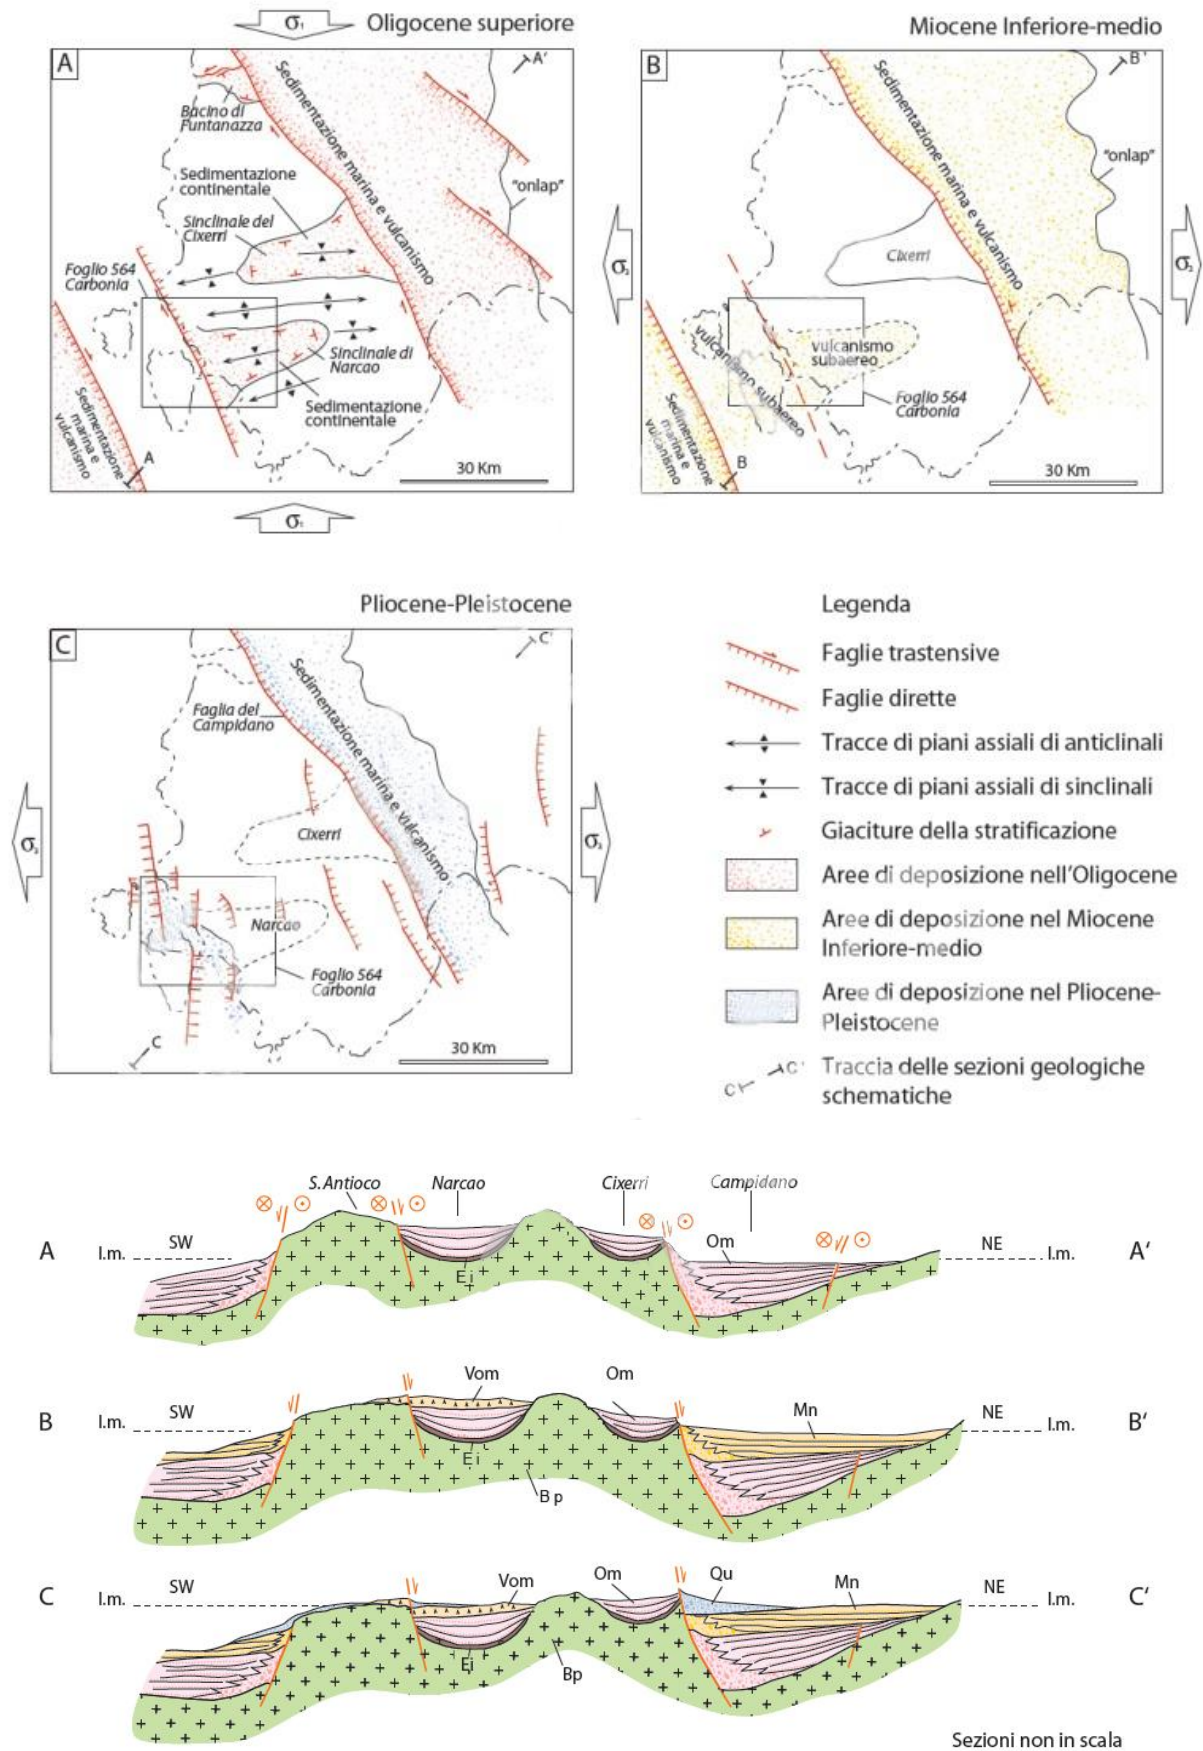 σ₁
Oligocene superiore
A
A'
Sedimentazione marina e vulcanismo
Bacino di
Funtanazza
Sedimentazione
continentale
"onlap"
Sinclinale del
Cixerri
Foglio 564
Carbonia
Sinclinale di
Narcao
Sedimentazione
continentale
Sedimentazione
marina e
vulcanismo
A
30 Km
σ₁
Miocene Inferiore-medio
B
B'
Sedimentazione marina e vulcanismo
"onlap"
Cixerri
σ₃
σ₃
vulcanismo
subaereo
vulcanismo subaereo
Foglio 564
Carbonia
Sedimentazione
marina e
vulcanismo
B
30 Km
Pliocene-Pleistocene
C
C'
Sedimentazione marina e vulcanismo
Faglia del
Campidano
Cixerri
σ₃
σ₃
Narcao
Foglio 564
Carbonia
C
30 Km
Legenda
Faglie trastensive
Faglie dirette
Tracce di piani assiali di anticlinali
Tracce di piani assiali di sinclinali
Giaciture della stratificazione
Aree di deposizione nell'Oligocene
Aree di deposizione nel Miocene
Inferiore-medio
Aree di deposizione nel Pliocene-
Pleistocene
C C' Traccia delle sezioni geologiche
schematiche
S.Antioco Narcao Cixerri Campidano
A l.m. SW Om NE l.m. A'
Ei
Vom Om
B l.m. SW Mn NE l.m. B'
Ei
Bp
C l.m. SW Vom Om Qu Mn NE l.m. C'
Ei
Bp
Sezioni non in scala